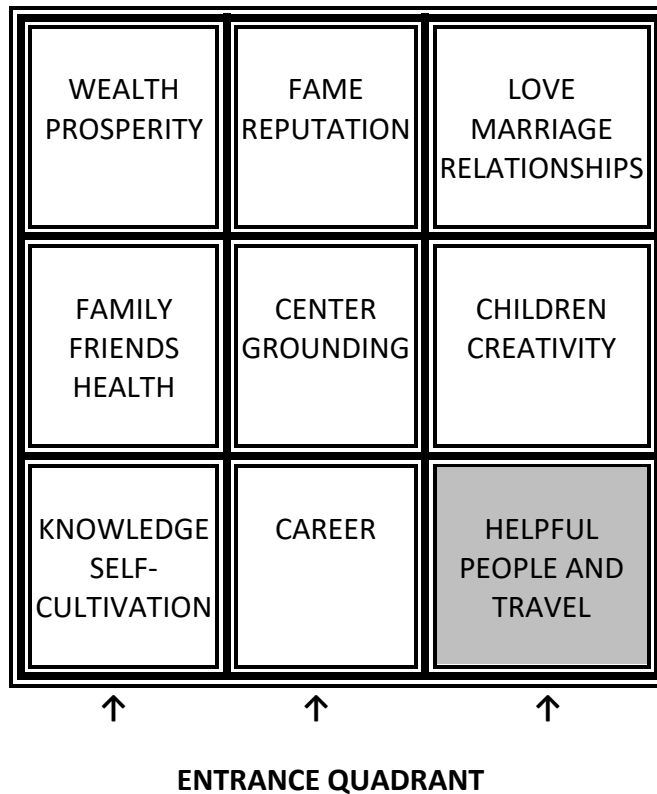 WEALTH
PROSPERITY
FAME
REPUTATION
LOVE
MARRIAGE
RELATIONSHIPS
FAMILY
FRIENDS
HEALTH
CENTER
GROUNDING
CHILDREN
CREATIVITY
KNOWLEDGE
SELF-
CULTIVATION
CAREER
HELPFUL
PEOPLE AND
TRAVEL
↑ ↑ ↑
ENTRANCE QUADRANT